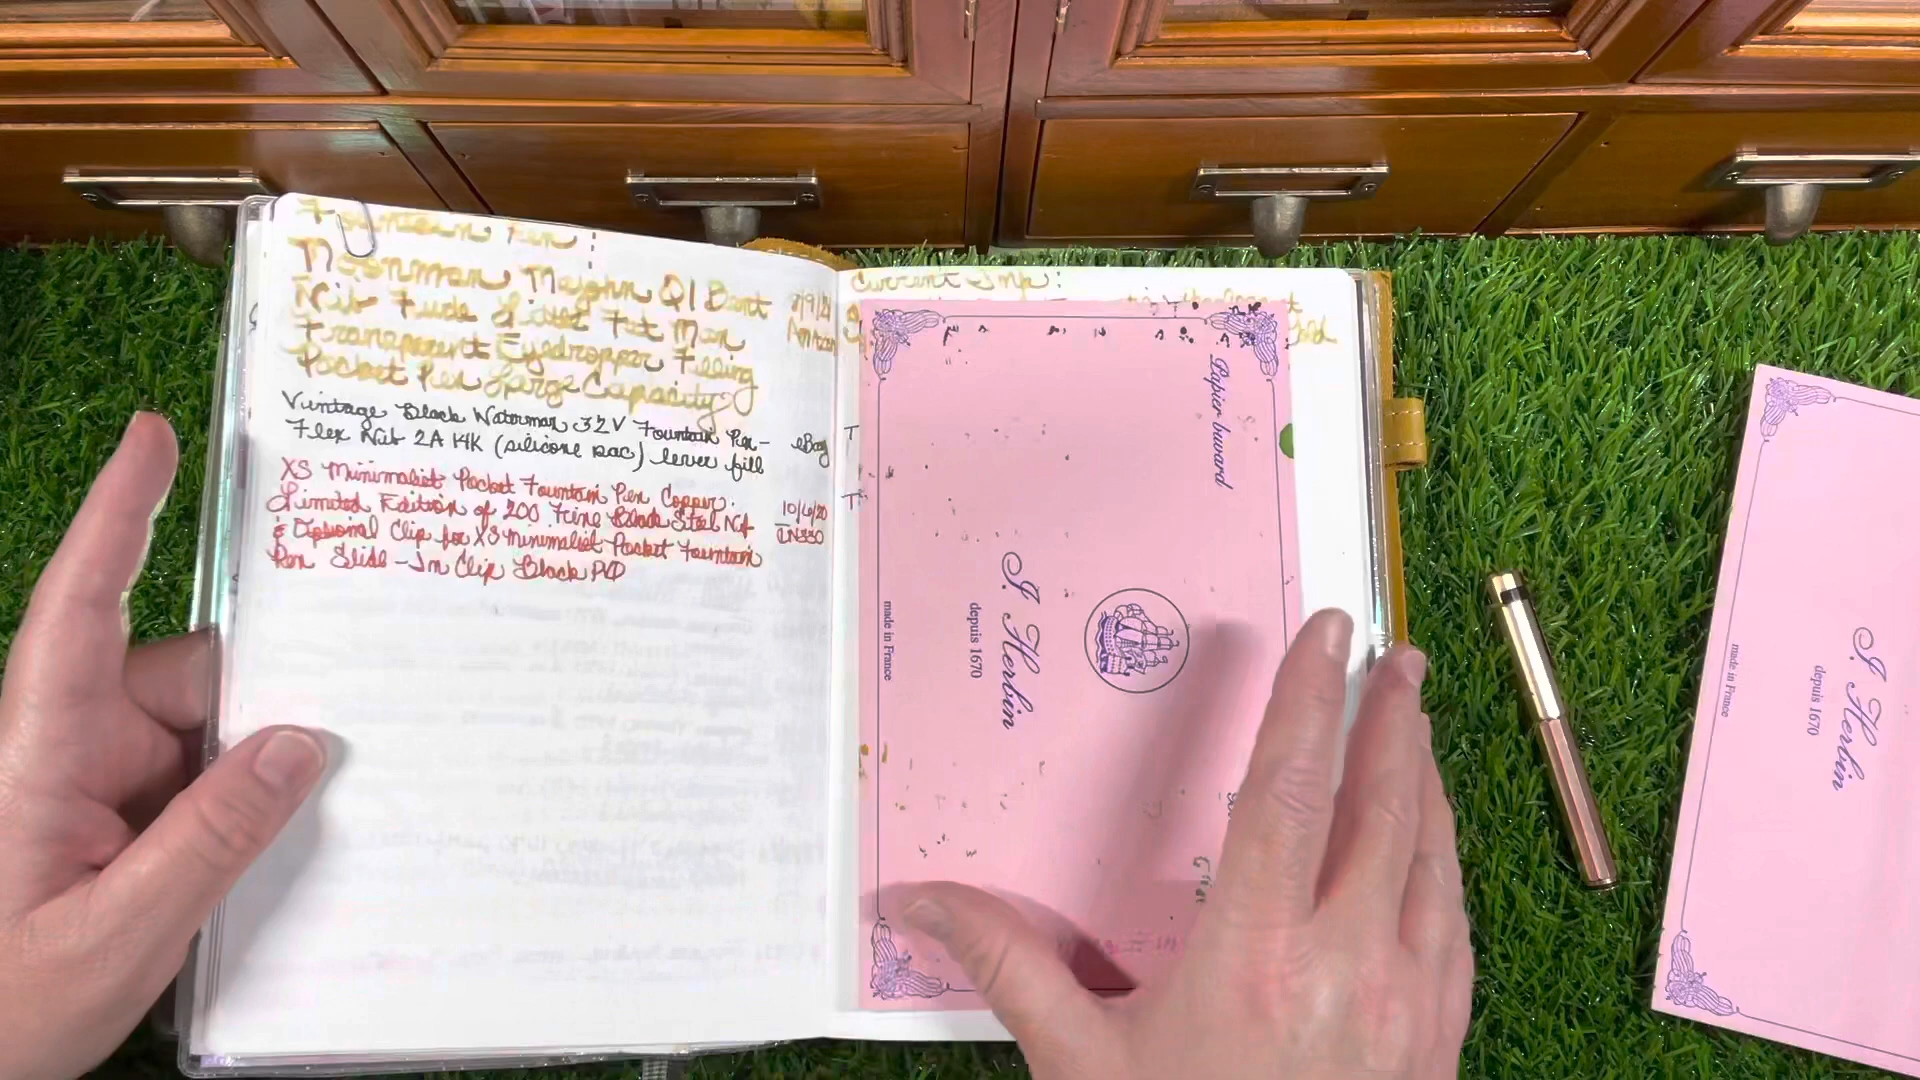 Fountain Pen :
Moonman Majohn Q1 Bent
Nib Fude Little Fat Man
Transparent Eyedropper Filling
Pocket Pen Large Capacity
Amazon
Vintage Black Waterman 32V Fountain Pen-
Flex Nib 2A 14K (silicone sac) lever fill
eBay
XS Minimalist Pocket Fountain Pen Copper:
Limited Edition of 200 Fine Black Steel Nib
& Optional Clip for XS Minimalist Pocket Fountain
Pen Slide-In Clip Black PVD
10/6/20
Current Ink:
Papier buvard
J. Herbin
depuis 1670
made in France
J. Herbin
depuis 1670
made in France